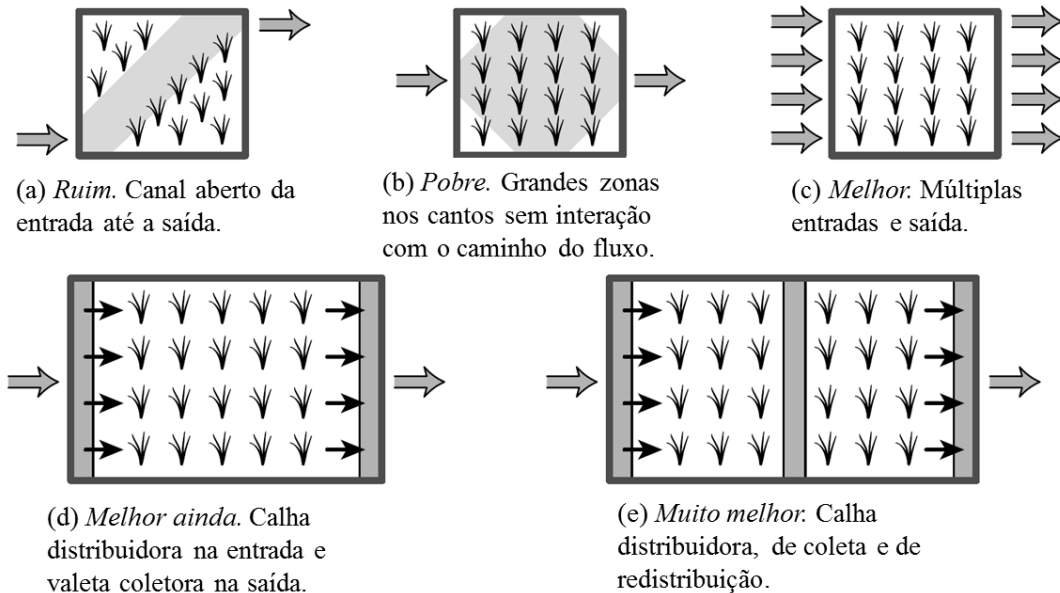 (a) Ruim. Canal aberto da
entrada até a saída.
(b) Pobre. Grandes zonas
nos cantos sem interação
com o caminho do fluxo.
(c) Melhor. Múltiplas
entradas e saída.
(d) Melhor ainda. Calha
distribuidora na entrada e
valeta coletora na saída.
(e) Muito melhor. Calha
distribuidora, de coleta e de
redistribuição.